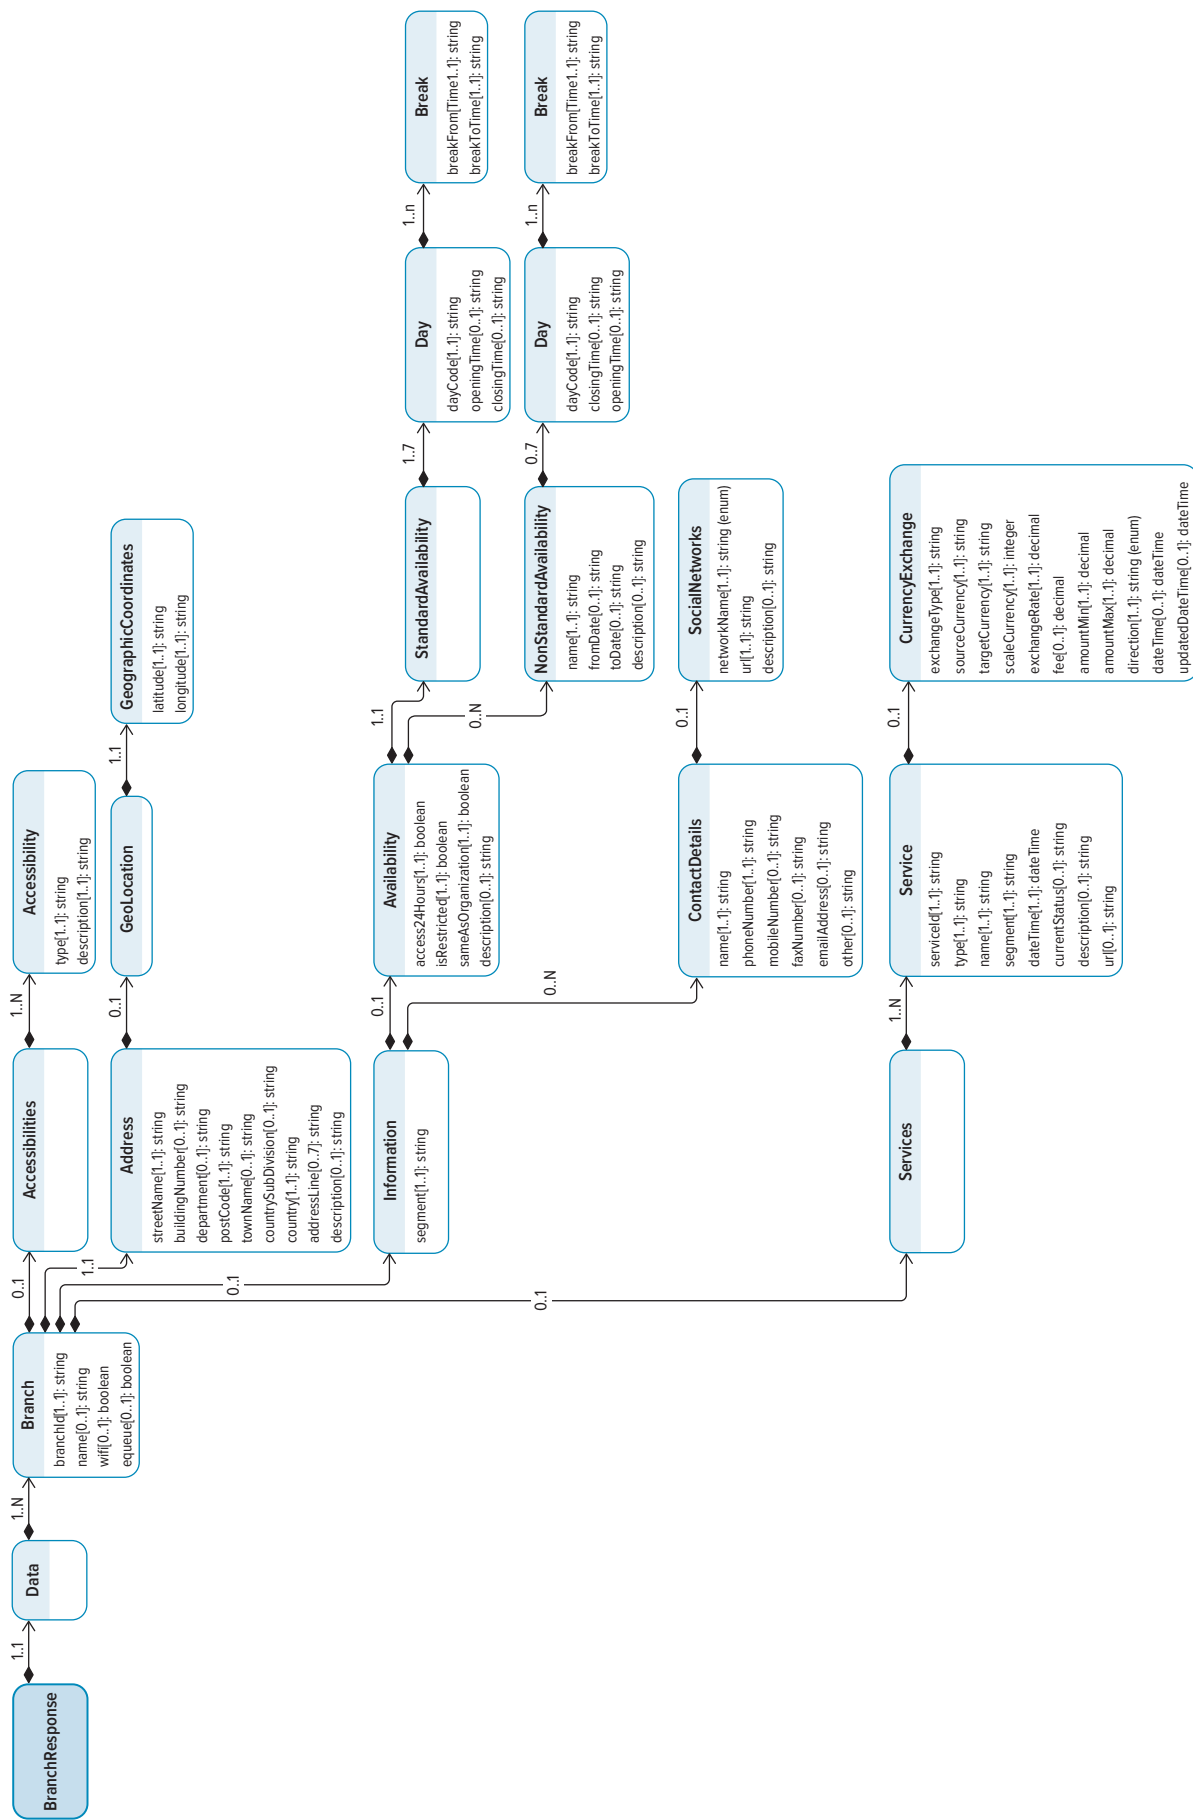 BranchResponse
1..1
Data
1..N
Branch
branchId[1..1]: string
name[0..1]: string
wifi[0..1]: boolean
equeue[0..1]: boolean
0..1
1..1
0..1
0..1
Accessibilities
1..N
Accessibility
type[1..1]: string
description[1..1]: string
Address
streetName[1..1]: string
buildingNumber[0..1]: string
department[0..1]: string
postCode[1..1]: string
townName[0..1]: string
countrySubDivision[0..1]: string
country[1..1]: string
addressLine[0..7]: string
description[0..1]: string
0..1
GeoLocation
1..1
GeographicCoordinates
latitude[1..1]: string
longitude[1..1]: string
Information
segment[1..1]: string
0..1
0..N
Availability
access24Hours[1..1]: boolean
isRestricted[1..1]: boolean
sameAsOrganization[1..1]: boolean
description[0..1]: string
1..1
0..N
StandardAvailability
1..7
Day
dayCode[1..1]: string
openingTime[0..1]: string
closingTime[0..1]: string
1..n
Break
breakFrom[Time1..1]: string
breakToTime[1..1]: string
NonStandardAvailability
name[1..1]: string
fronDate[0..1]: string
toDate[0..1]: string
description[0..1]: string
0..7
Day
dayCode[1..1]: string
closingTime[0..1]: string
openingTime[0..1]: string
1..n
Break
breakFrom[Time1..1]: string
breakToTime[1..1]: string
ContactDetails
name[1..1]: string
phoneNumber[1..1]: string
mobileNumber[0..1]: string
faxNumber[0..1]: string
emailAddress[0..1]: string
other[0..1]: string
0..1
SocialNetworks
networkName[1..1]: string (enum)
url[1..1]: string
description[0..1]: string
Services
1..N
Service
serviceId[1..1]: string
type[1..1]: string
name[1..1]: string
segment[1..1]: string
dateTime[1..1]: dateTime
currentStatus[0..1]: string
description[0..1]: string
url[0..1]: string
0..1
CurrencyExchange
exchangeType[1..1]: string
sourceCurrency[1..1]: string
targetCurrency[1..1]: string
scaleCurrency[1..1]: integer
exchangeRate[1..1]: decimal
fee[0..1]: decimal
amountMin[1..1]: decimal
amountMax[1..1]: decimal
direction[1..1]: string (enum)
dateTime[0..1]: dateTime
updatedDateTime[0..1]: dateTime